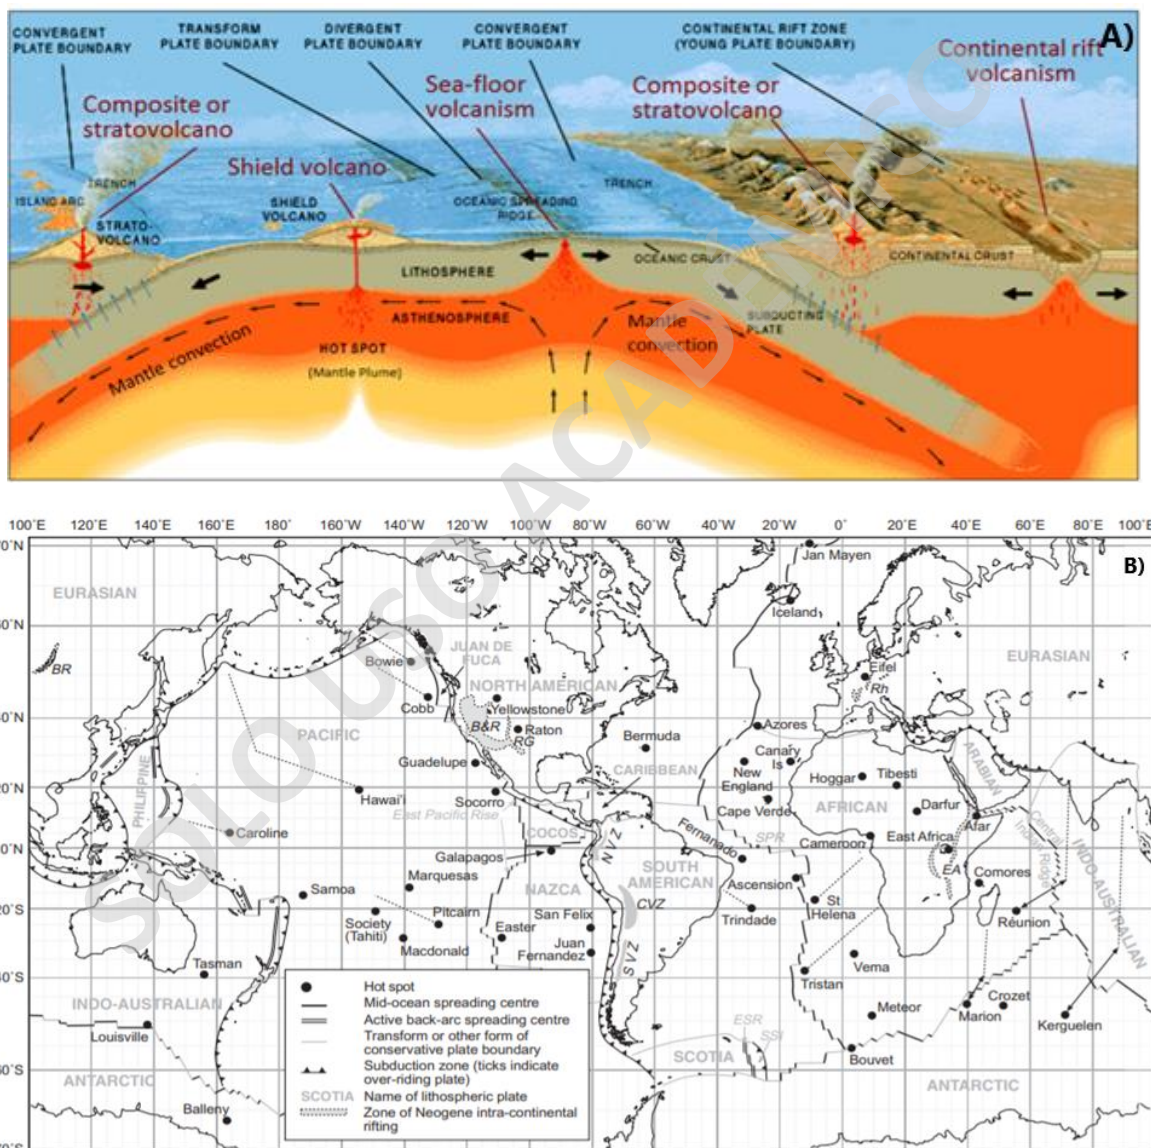 CONVERGENT
PLATE BOUNDARY
TRANSFORM
PLATE BOUNDARY
DIVERGENT
PLATE BOUNDARY
CONVERGENT
PLATE BOUNDARY
CONTINENTAL RIFT ZONE
(YOUNG PLATE BOUNDARY)
A)
Continental rift
volcanism
Composite or
stratovolcano
Sea-floor
volcanism
Composite or
stratovolcano
Shield volcano
TRENCH
ISLAND ARC
STRATO-
VOLCANO
SHIELD
VOLCANO
OCEANIC SPREADING
RIDGE
TRENCH
LITHOSPHERE
OCEANIC CRUST
CONTINENTAL CRUST
ASTHENOSPHERE
Mantle
convection
SUBDUCTING
PLATE
Mantle convection
HOT SPOT
(Mantle Plume)
SOLO USO ACADÉMICO
100°E 120°E 140°E 160°E 180° 160°W 140°W 120°W 100°W 80°W 60°W 40°W 20°W 0° 20°E 40°E 60°E 80°E 100°E
B)
Jan Mayen
EURASIAN
Iceland
BR
Bowie
JUAN DE
FUCA
NORTH AMERICAN
Eifel
Rh
EURASIAN
Cobb
Yellowstone
B&R
Raton
RG
PACIFIC
Bermuda
Azores
Guadelupe
CARIBBEAN
New
England
Canary
Is
Hoggar
Tibesti
ARABIAN
PHILIPPINE
Hawai'i
Socorro
East Pacific Rise
Cape Verde
AFRICAN
Darfur
Afar
Caroline
COCOS
NVZ
Fernando
SPR
Cameroon
East Africa
EA
Central
Indian Ridge
INDO-AUSTRALIAN
Galapagos
Marquesas
SOUTH
AMERICAN
Ascension
Comores
Samoa
NAZCA
CVZ
St
Helena
Réunion
Society
(Tahiti)
Pitcairn
Macdonald
Easter
San Felix
Juan
Fernandez
Trindade
SVZ
Tasman
Tristan
Vema
INDO-AUSTRALIAN
Louisville
Meteor
Marion
Crozet
Kerguelen
ESR
SSI
SCOTIA
Bouvet
ANTARCTIC
ANTARCTIC
Balleny
Hot spot
Mid-ocean spreading centre
Active back-arc spreading centre
Transform or other form of
conservative plate boundary
Subduction zone (ticks indicate
over-riding plate)
SCOTIA Name of lithospheric plate
Zone of Neogene intra-continental
rifting